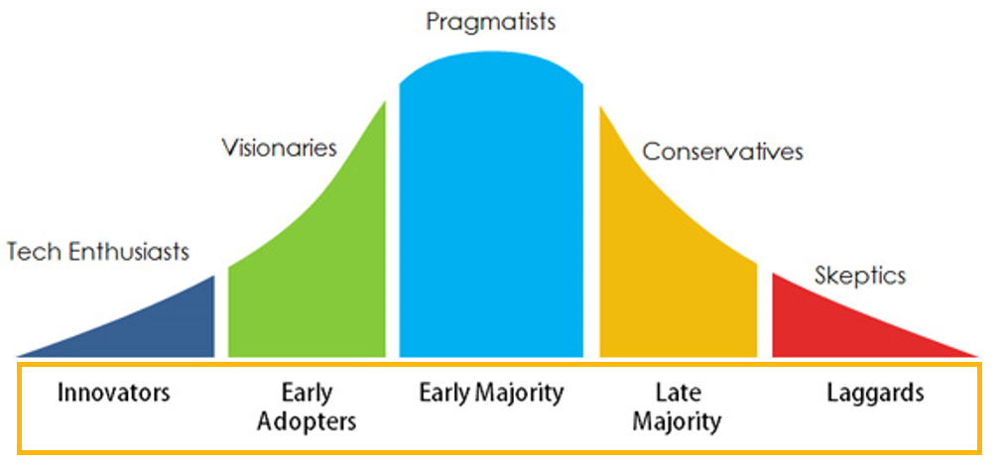 Pragmatists
Visionaries
Conservatives
Tech Enthusiasts
Skeptics
Innovators
Early
Adopters
Early Majority
Late
Majority
Laggards